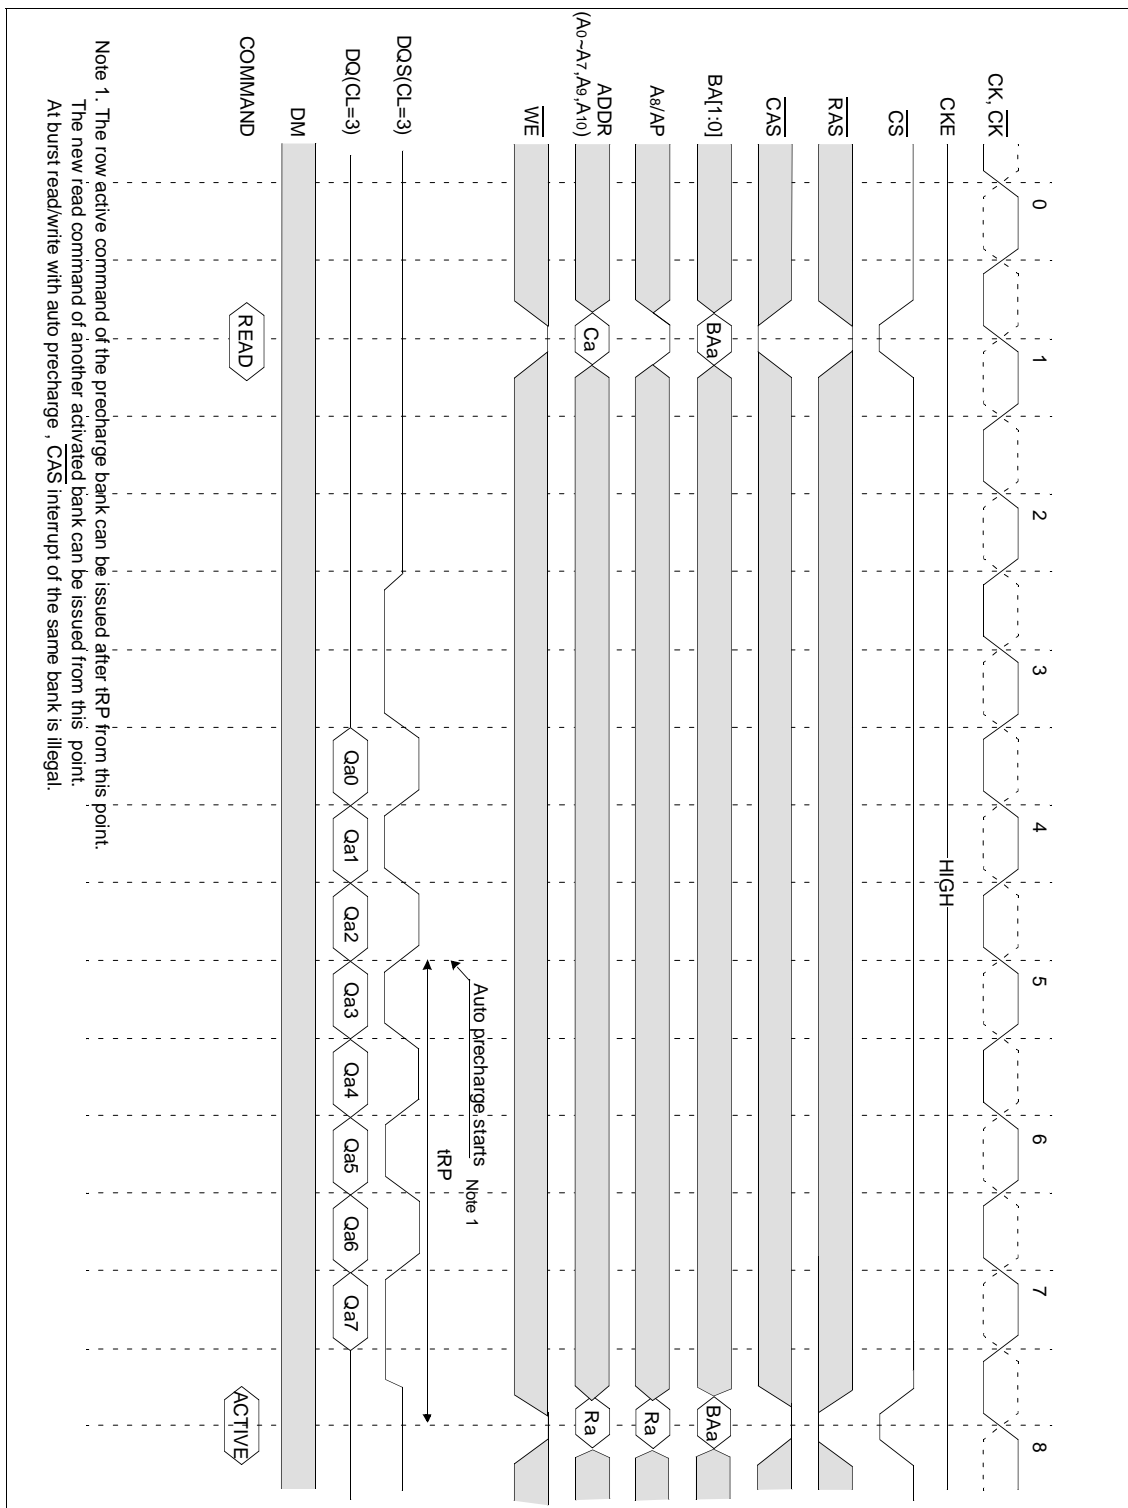 0 1 2 3 4 5 6 7 8
CK, CK
CKE HIGH
CS
RAS
CAS
BA[1:0] BAa BAa
A8/AP Ra
ADDR
(A0~A7,A9,A10) Ca Ra
WE
Auto precharge starts Note 1
tRP
DQS(CL=3)
DQ(CL=3) Qa0 Qa1 Qa2 Qa3 Qa4 Qa5 Qa6 Qa7
DM
COMMAND READ ACTIVE
Note 1. The row active command of the precharge bank can be issued after tRP from this point.
The new read command of another activated bank can be issued from this point.
At burst read/write with auto precharge , CAS interrupt of the same bank is illegal.